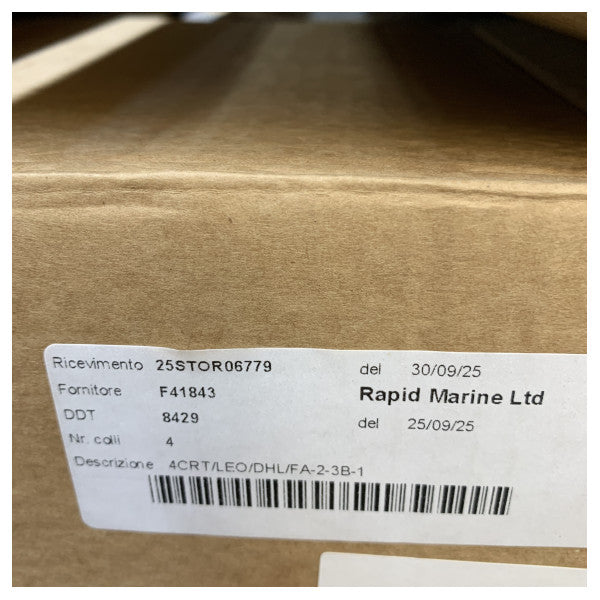 Ricevimento 25STOR06779 del 30/09/25
Fornitore F41843 Rapid Marine Ltd
DDT 8429 del 25/09/25
Nr. colli 4
Descrizione 4CRT/LEO/DHL/FA-2-3B-1